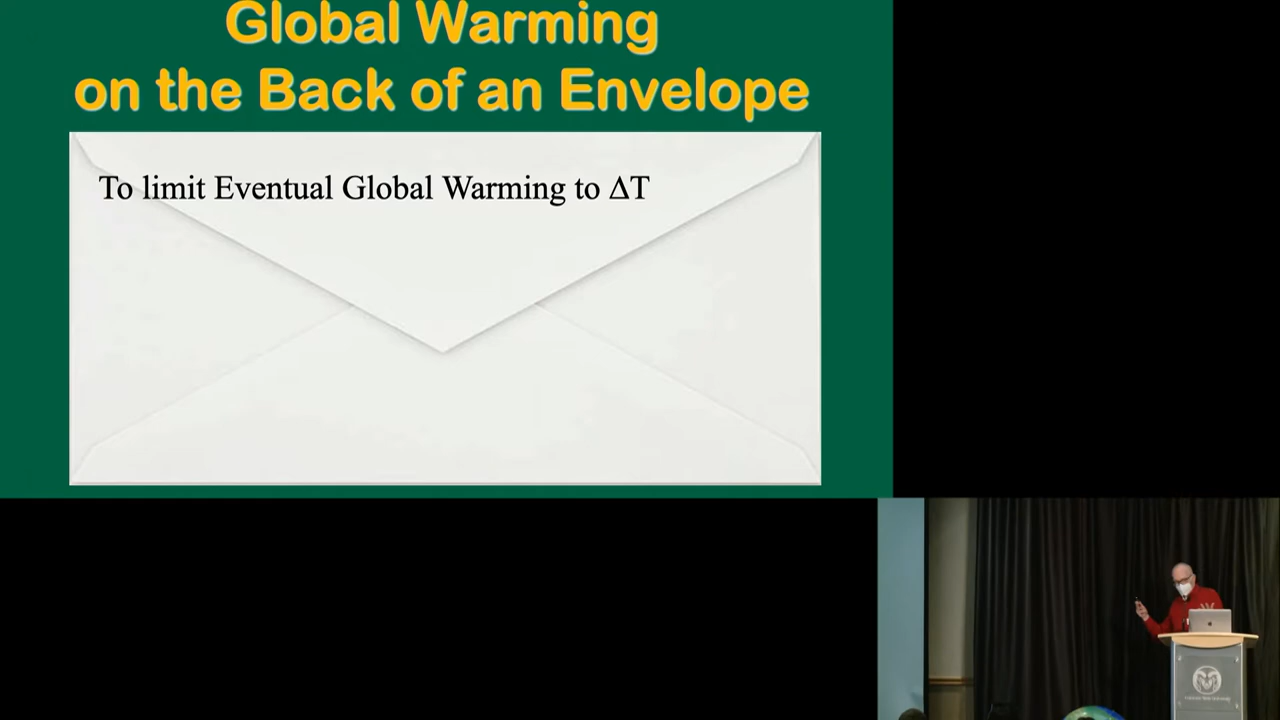 Global Warming
on the Back of an Envelope
To limit Eventual Global Warming to ΔT